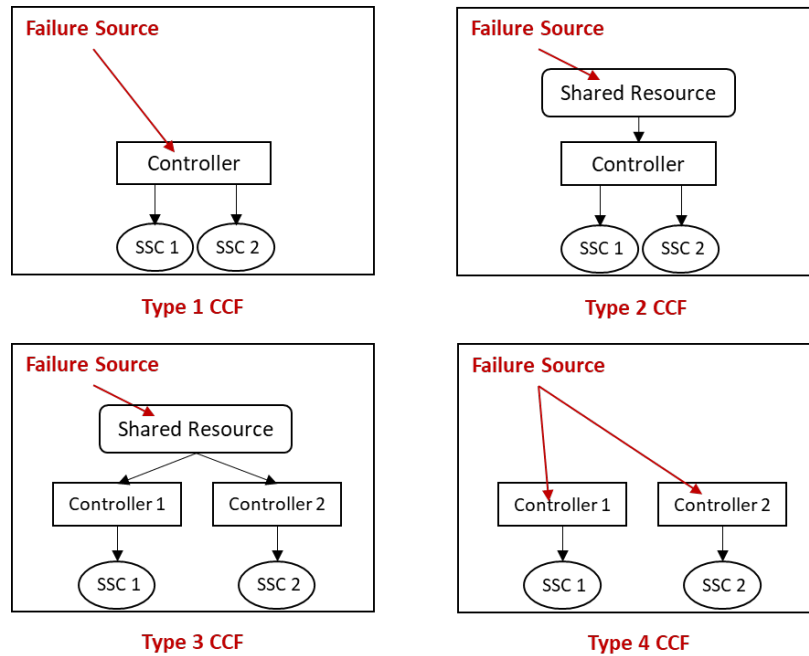 Failure Source
Controller
SSC 1
SSC 2
Type 1 CCF
Failure Source
Shared Resource
Controller
SSC 1
SSC 2
Type 2 CCF
Failure Source
Shared Resource
Controller 1
Controller 2
SSC 1
SSC 2
Type 3 CCF
Failure Source
Controller 1
Controller 2
SSC 1
SSC 2
Type 4 CCF